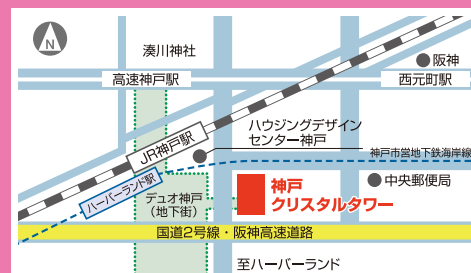 N
湊川神社
阪神
高速神戸駅
西元町駅
JR神戸駅
ハウジングデザイン
センター神戸
神戸市営地下鉄海岸線
ハーバーランド駅
デュオ神戸
(地下街)
神戸
クリスタルタワー
中央郵便局
国道2号線・阪神高速道路
至ハーバーランド